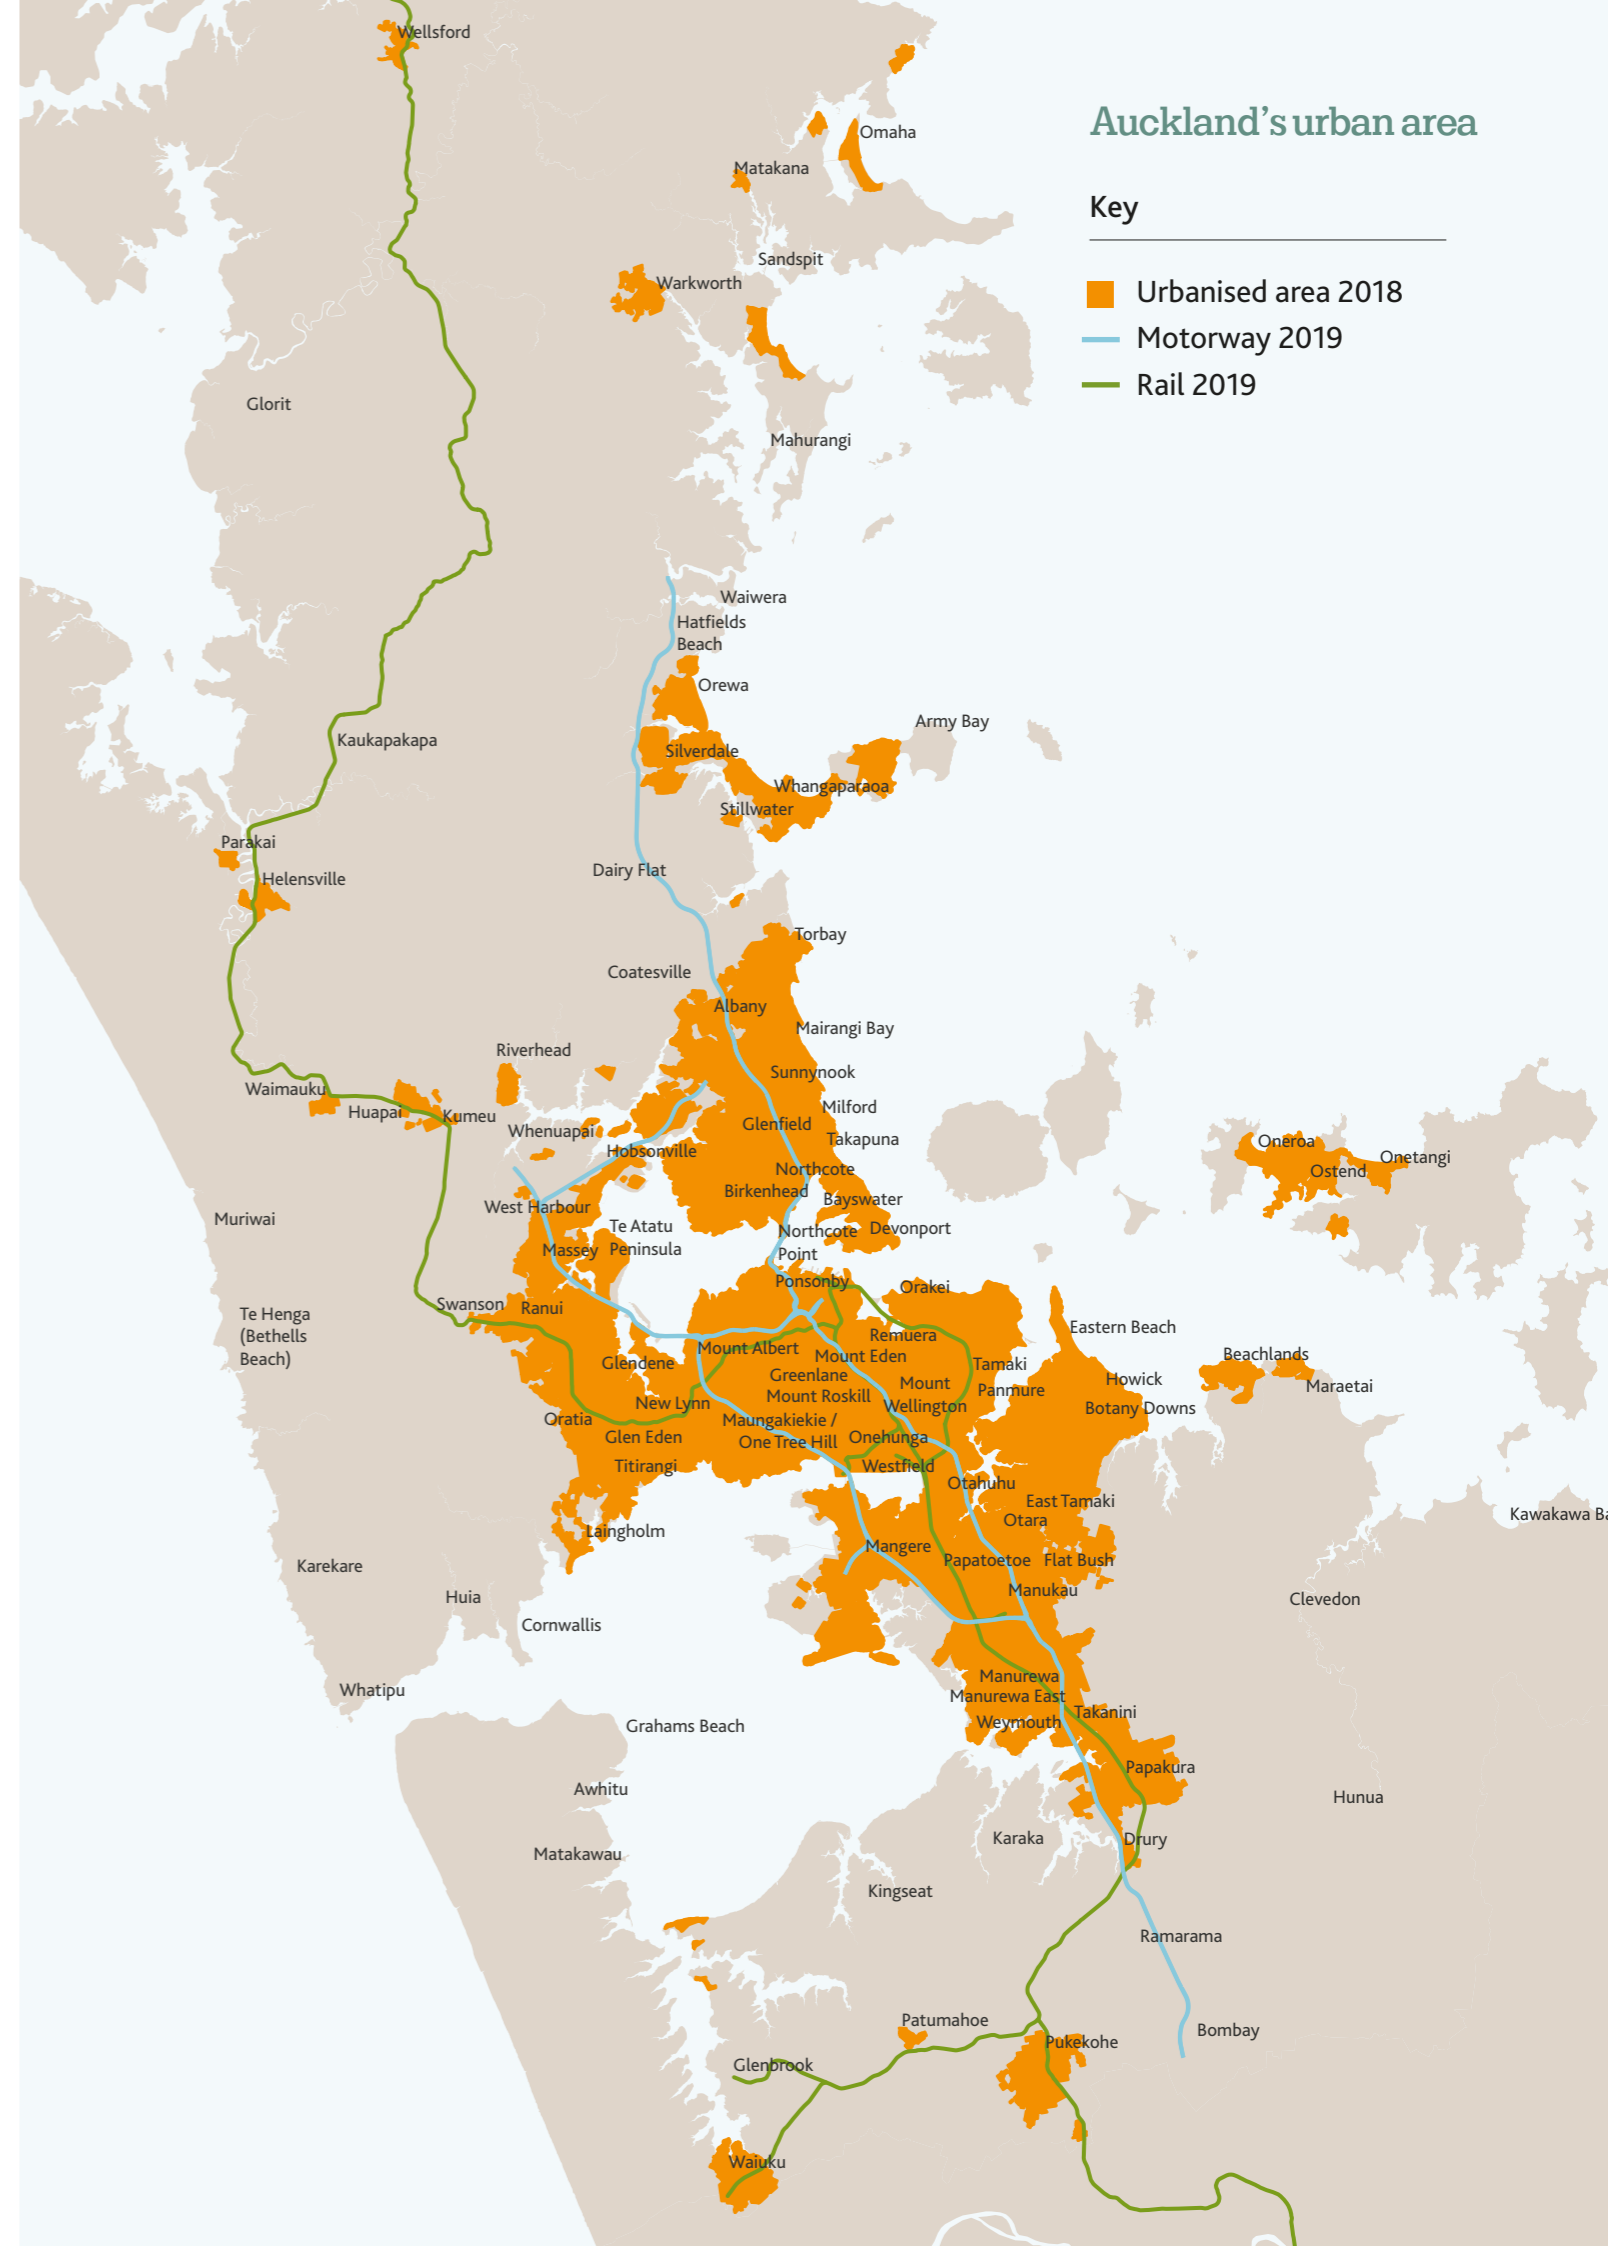 Wellsford
Auckland's urban area
Omaha
Matakana
Key
Sandspit
Warkworth
Urbanised area 2018
Motorway 2019
Rail 2019
Glorit
Mahurangi
Waiwera
Hatfields
Beach
Orewa
Army Bay
Kaukapakapa
Silverdale
Whangaparaoa
Stillwater
Parakai
Dairy Flat
Helensville
Torbay
Coatesville
Albany
Mairangi Bay
Riverhead
Sunnynook
Waimauku
Milford
Huapai
Kumeu
Glenfield
Whenuapai
Takapuna
Oneroa
Hobsonville
Onetangi
Northcote
Ostend
Birkenhead
Bayswater
West Harbour
Muriwai
Te Atatu
Peninsula
Devonport
Northcote
Point
Massey
Ponsonby
Orakei
Swanson
Ranui
Te Henga
(Bethells
Beach)
Eastern Beach
Remuera
Mount Albert
Mount Eden
Beachlands
Glendene
Tamaki
Greenlane
Howick
Mount
Wellington
Panmure
Maraetai
Mount Roskill
New Lynn
Botany Downs
Oratia
Maungakiekie /
One Tree Hill
Glen Eden
Onehunga
Titirangi
Westfield
Otahuhu
East Tamaki
Kawakawa Ba
Otara
Laingholm
Mangere
Papatoetoe
Flat Bush
Karekare
Manukau
Huia
Clevedon
Cornwallis
Manurewa
Whatipu
Manurewa East
Takanini
Weymouth
Grahams Beach
Papakura
Awhitu
Hunua
Karaka
Drury
Matakawau
Kingseat
Ramarama
Patumahoe
Bombay
Pukekohe
Glenbrook
Waiuku